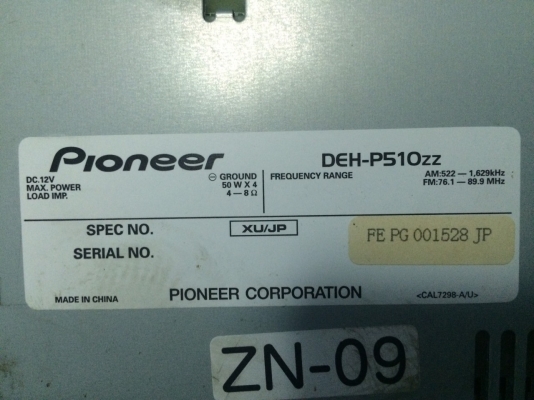 Pioneer DEH-P510zz
DC.12V ⊖ GROUND FREQUENCY RANGE AM:522 — 1,629kHz
MAX. POWER 50 W X 4 FM:76.1 — 89.9 MHz
LOAD IMP. 4 — 8 Ω
SPEC NO. XU/JP
SERIAL NO. FE PG 001528 JP
MADE IN CHINA PIONEER CORPORATION <CAL7298-A/U>
ZN-09